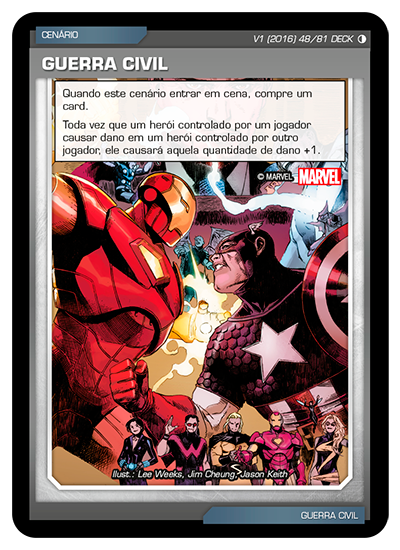 CENÁRIO
V1 (2016) 48/81 DECK
GUERRA CIVIL
Quando este cenário entrar em cena, compre um
card.
Toda vez que um herói controlado por um jogador
causar dano em um herói controlado por outro
jogador, ele causará aquela quantidade de dano +1.
© MARVEL MARVEL
Ilust.: Lee Weeks, Jim Cheung, Jason Keith
GUERRA CIVIL